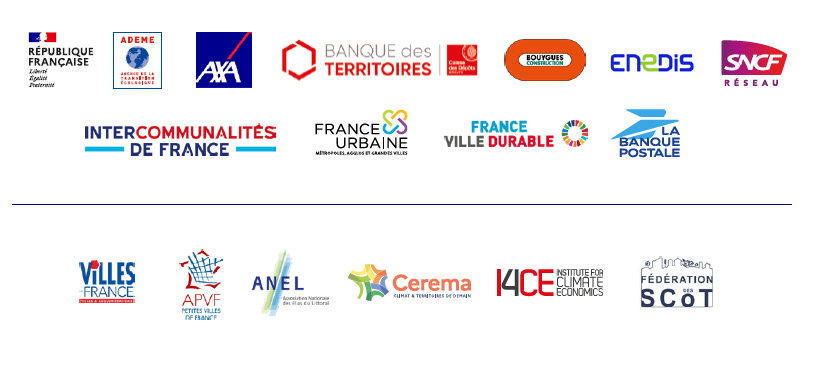 RÉPUBLIQUE
FRANÇAISE
Liberté
Égalité
Fraternité
ADEME
AGENCE DE LA
TRANSITION
ÉCOLOGIQUE
AXA
BANQUE des
TERRITOIRES
Caisse
des Dépôts
GROUPE
BOUYGUES
CONSTRUCTION
ENEDIS
SNCF
RÉSEAU
INTERCOMMUNALITÉS
DE FRANCE
FRANCE
URBAINE
MÉTROPOLES, AGGLOS ET GRANDES VILLES
FRANCE
VILLE DURABLE
LA
BANQUE
POSTALE
VILLES
DE FRANCE
VILLES & AGGLOMÉRATIONS
APVF
PETITES VILLES
DE FRANCE
ANEL
Association Nationale
des Élus du Littoral
Cerema
CLIMAT & TERRITOIRES DE DEMAIN
I4CE
INSTITUTE FOR
CLIMATE
ECONOMICS
FÉDÉRATION
DES
SCOT